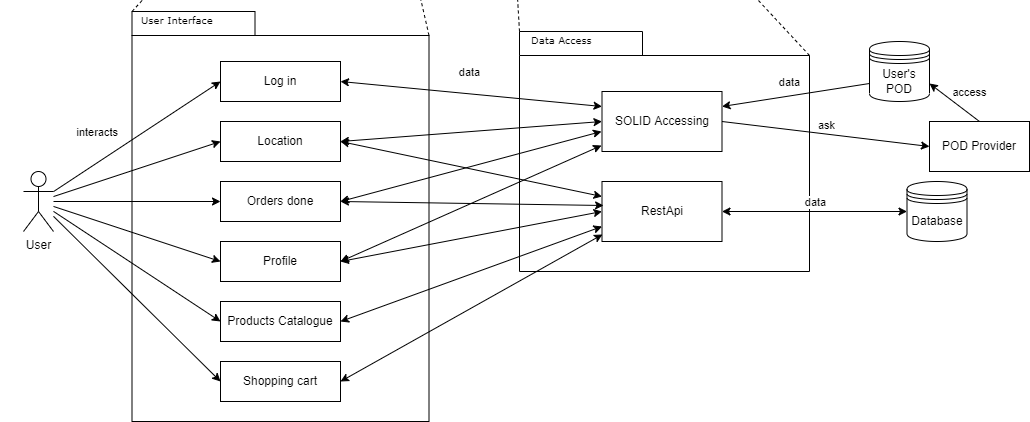 User Interface
Data Access
Log in
data
User's
POD
data
access
SOLID Accessing
ask
interacts
Location
POD Provider
Orders done
RestApi
data
Database
User
Profile
Products Catalogue
Shopping cart